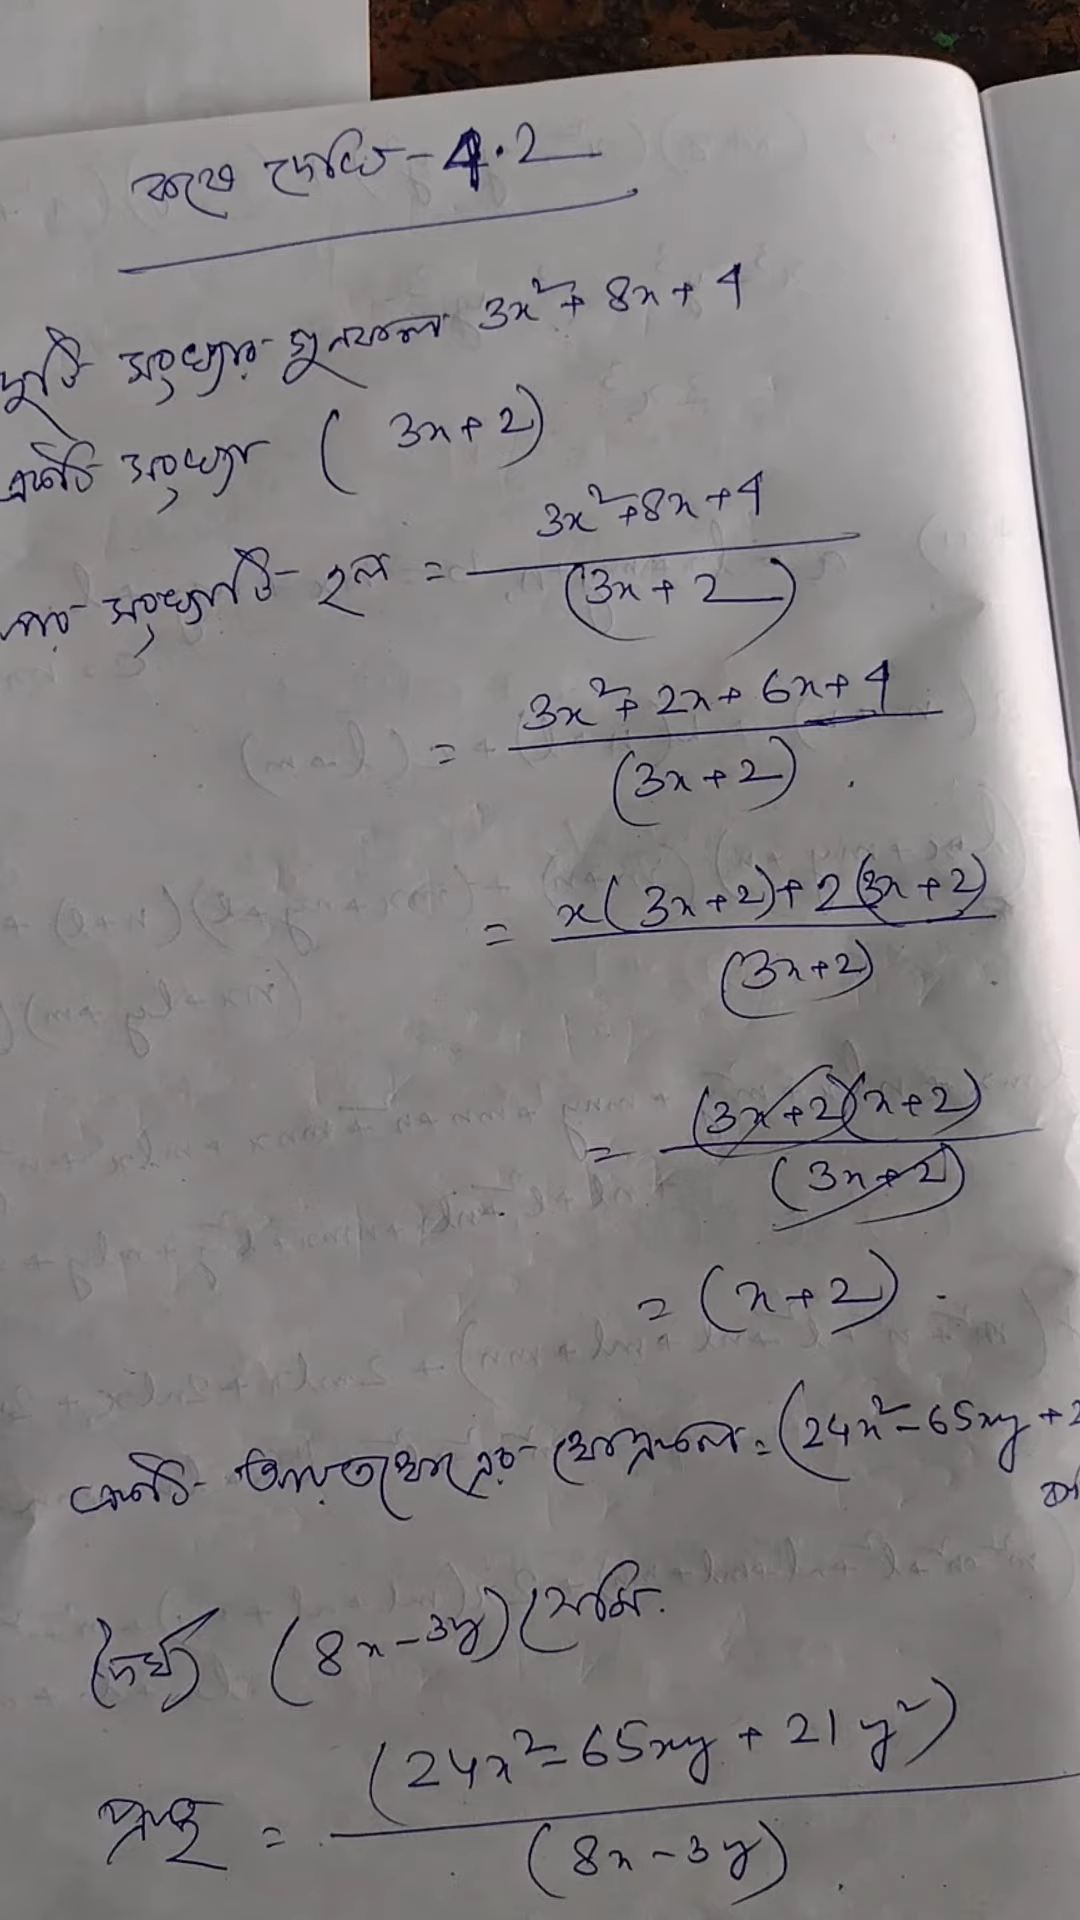 কষে দেখি - 4.2
দুটি সংখ্যার গুনফল 3x² + 8x + 4
একটি সংখ্যা (3x+2)
অপর সংখ্যাটি হল = 3x²+8x+4
(3x+2)
= 3x²+2x+6x+4
(3x+2)
= x(3x+2)+2(3x+2)
(3x+2)
= (3x+2)(x+2)
(3x+2)
= (x+2).
একটি আয়তক্ষেত্রের ক্ষেত্রফল = (24x²-65xy+2
দৈর্ঘ্য (8x-3y) সেমি.
প্রস্থ = (24x²-65xy+21y²)
(8x-3y)